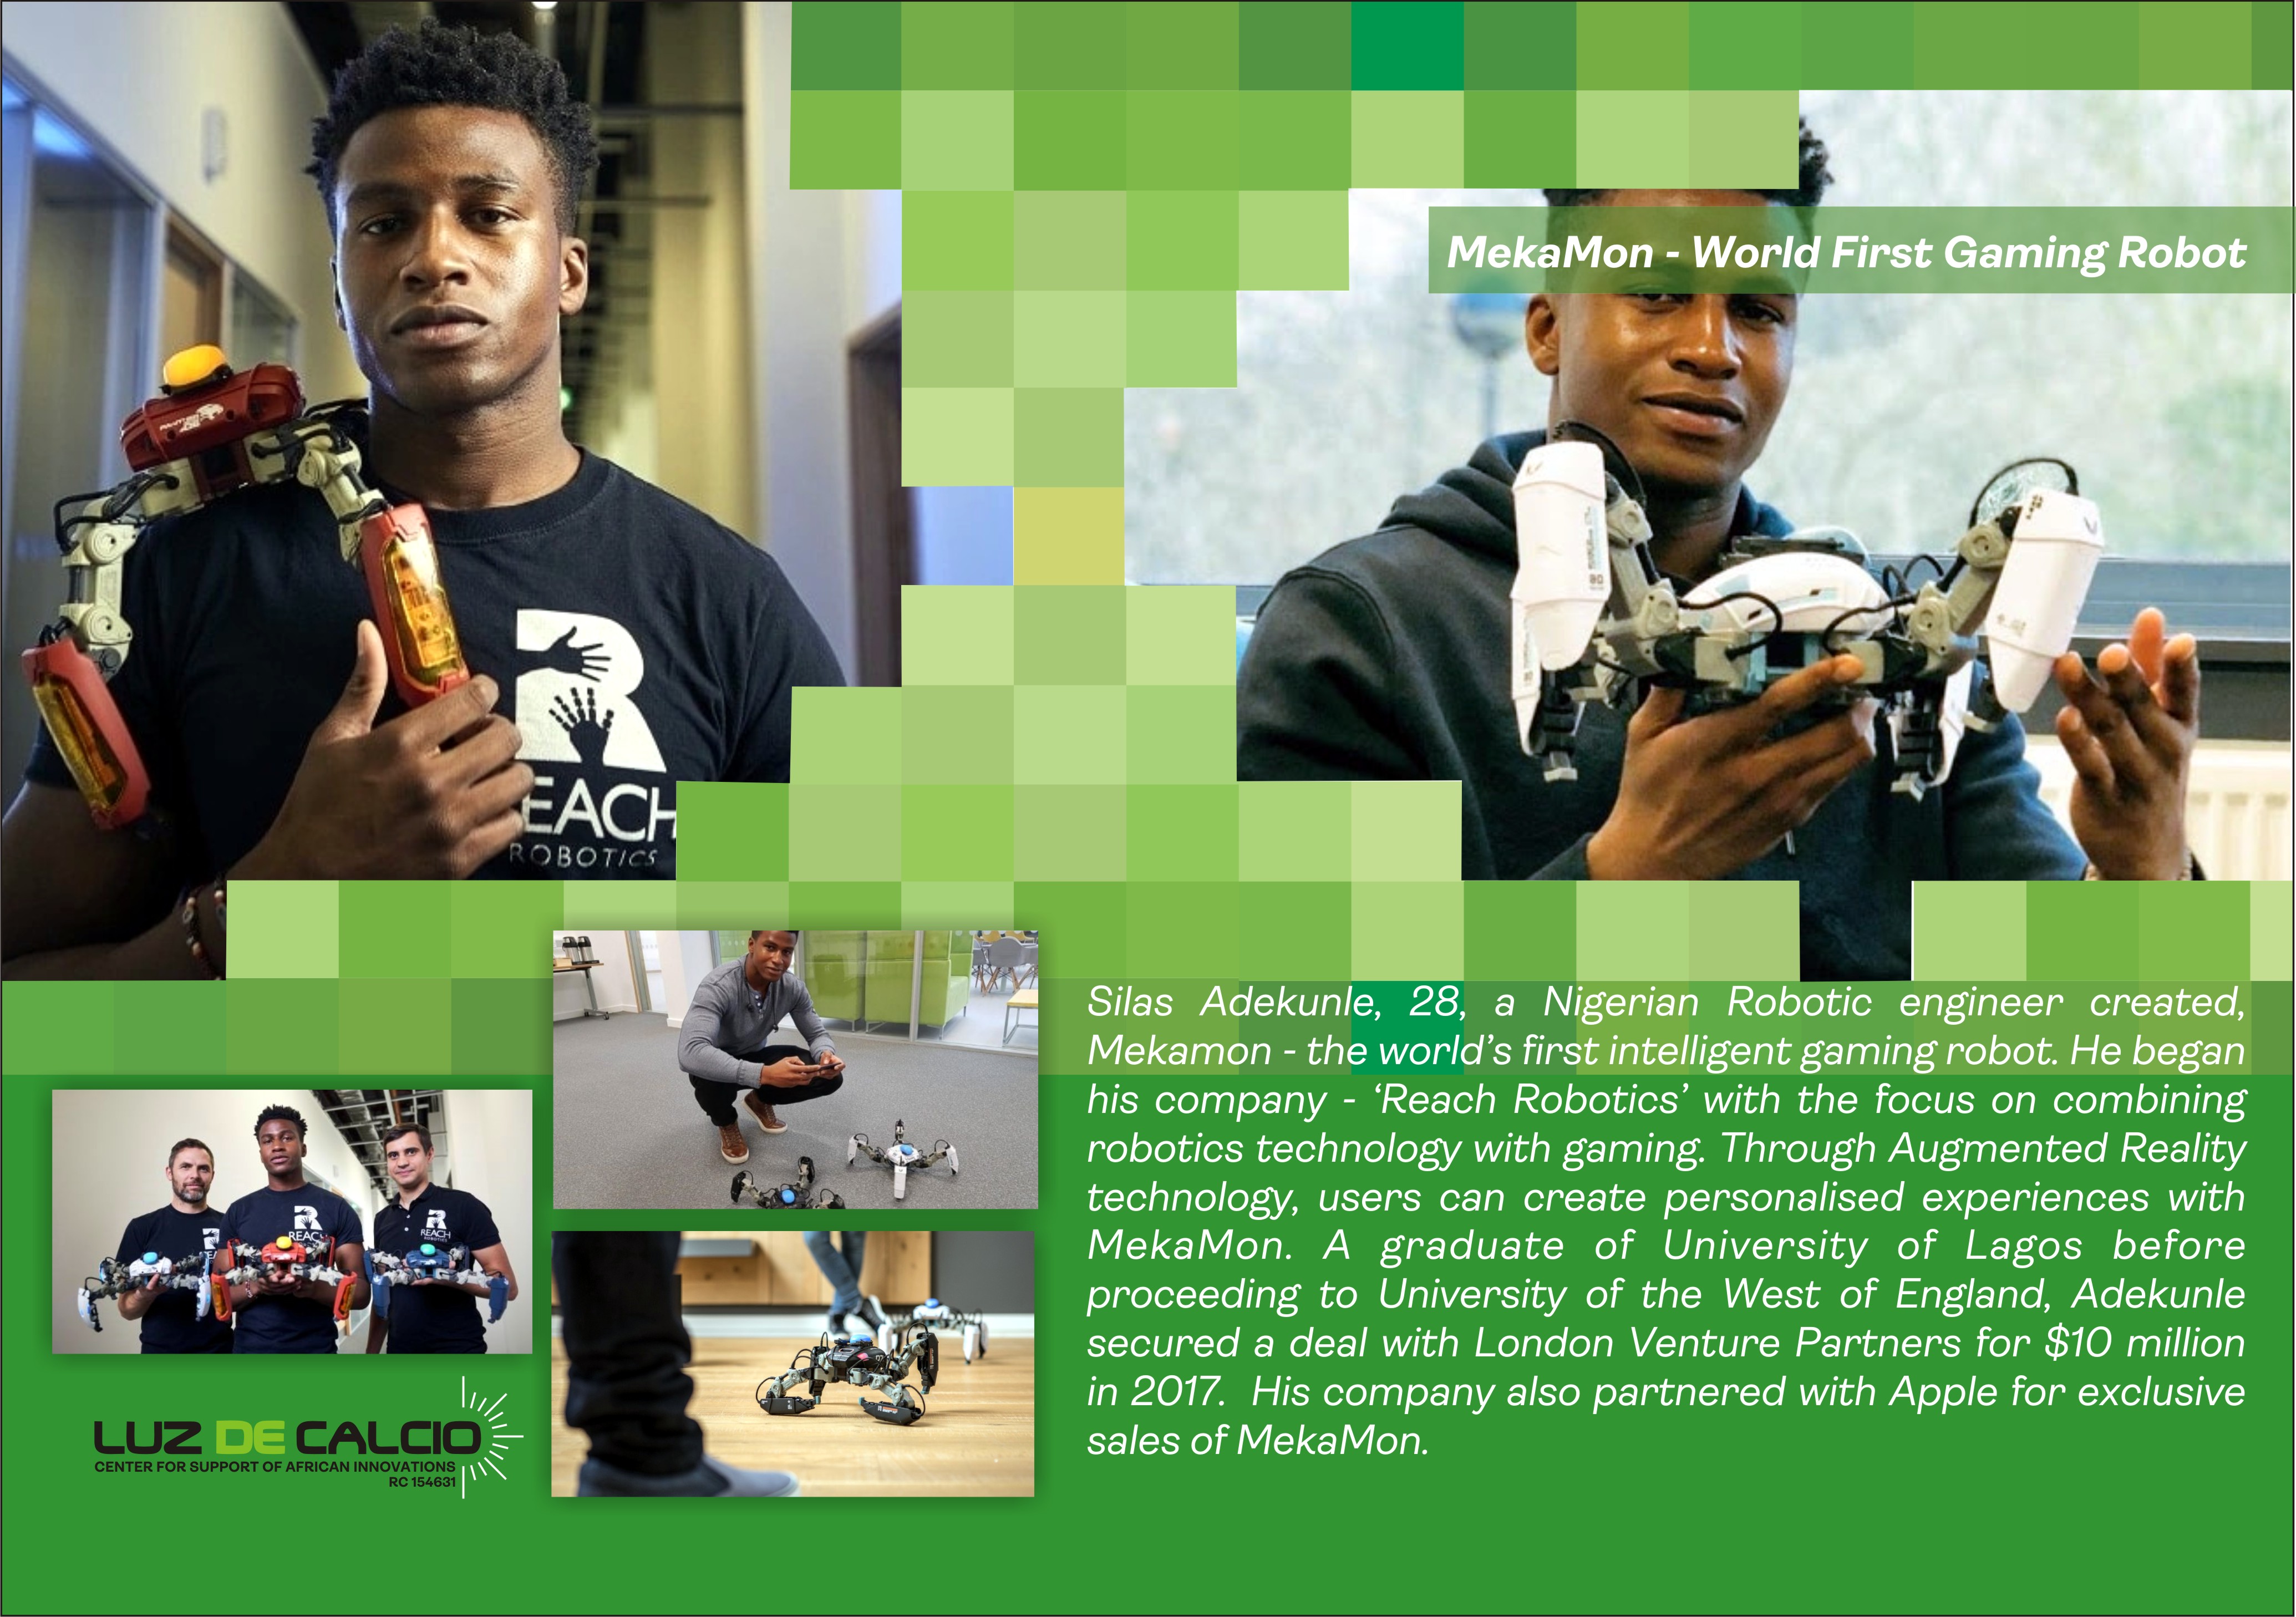 MekaMon - World First Gaming Robot
REACH
ROBOTICS
Silas Adekunle, 28, a Nigerian Robotic engineer created,
Mekamon - the world’s first intelligent gaming robot. He began
his company - ‘Reach Robotics’ with the focus on combining
robotics technology with gaming. Through Augmented Reality
technology, users can create personalised experiences with
MekaMon. A graduate of University of Lagos before
proceeding to University of the West of England, Adekunle
secured a deal with London Venture Partners for $10 million
in 2017.  His company also partnered with Apple for exclusive
sales of MekaMon.
REACH
REACH
ROBOTICS
LUZ DE CALCIO
CENTER FOR SUPPORT OF AFRICAN INNOVATIONS
RC 154631